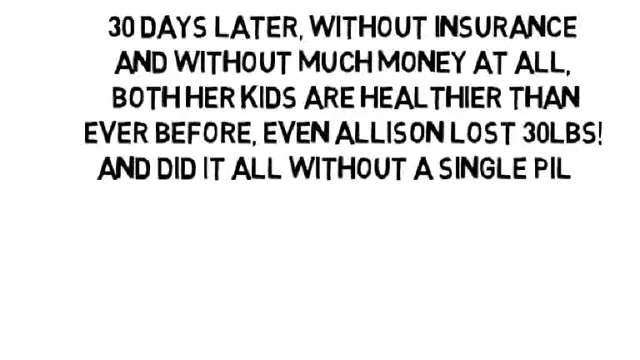 30 DAYS LATER, WITHOUT INSURANCE
AND WITHOUT MUCH MONEY AT ALL,
BOTH HER KIDS ARE HEALTHIER THAN
EVER BEFORE, EVEN ALLISON LOST 30LBS!
AND DID IT ALL WITHOUT A SINGLE PIL